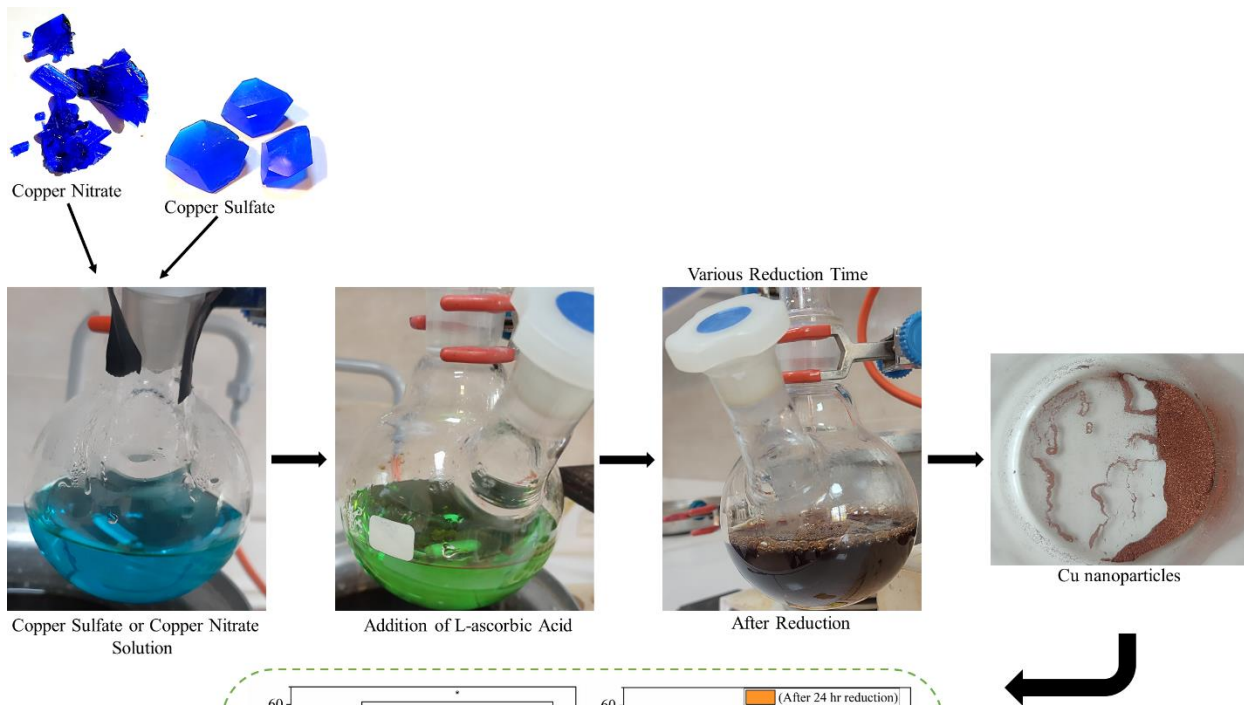 Copper Nitrate
Copper Sulfate
Various Reduction Time
Copper Sulfate or Copper Nitrate
Solution
Addition of L-ascorbic Acid
After Reduction
Cu nanoparticles
60
*
60
(After 24 hr reduction)